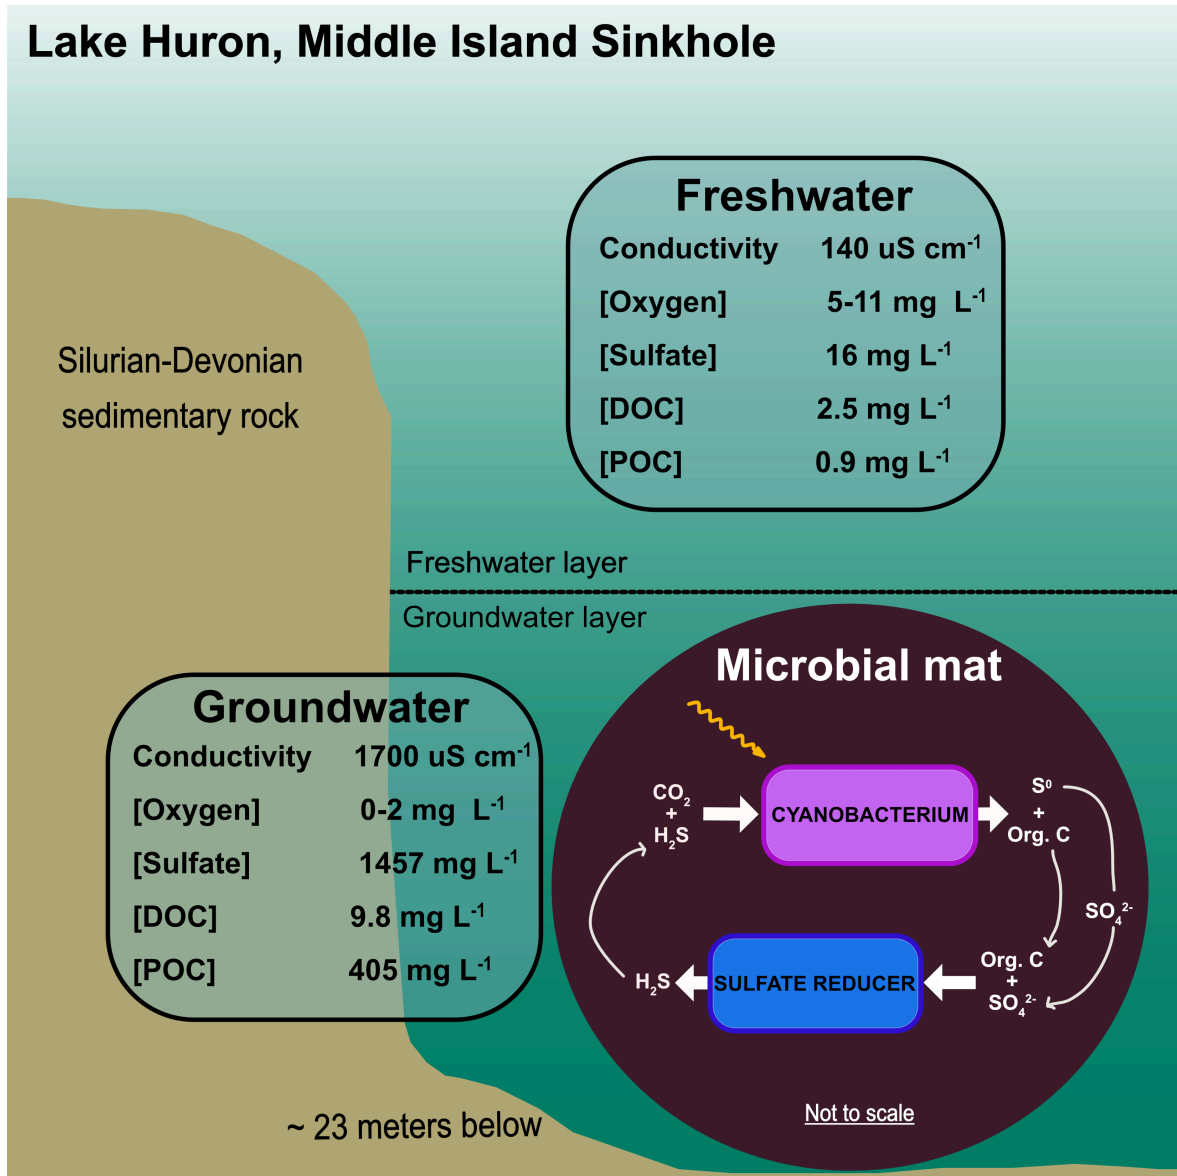 Lake Huron, Middle Island Sinkhole
Freshwater
Conductivity 140 uS cm⁻¹
[Oxygen] 5-11 mg L⁻¹
[Sulfate] 16 mg L⁻¹
[DOC] 2.5 mg L⁻¹
[POC] 0.9 mg L⁻¹
Silurian-Devonian
sedimentary rock
Freshwater layer
Groundwater layer
Groundwater
Conductivity 1700 uS cm⁻¹
[Oxygen] 0-2 mg L⁻¹
[Sulfate] 1457 mg L⁻¹
[DOC] 9.8 mg L⁻¹
[POC] 405 mg L⁻¹
Microbial mat
CO₂
+
H₂S
CYANOBACTERIUM
S⁰
+
Org. C
SO₄²⁻
Org. C
+
SO₄²⁻
SULFATE REDUCER
H₂S
Not to scale
~ 23 meters below